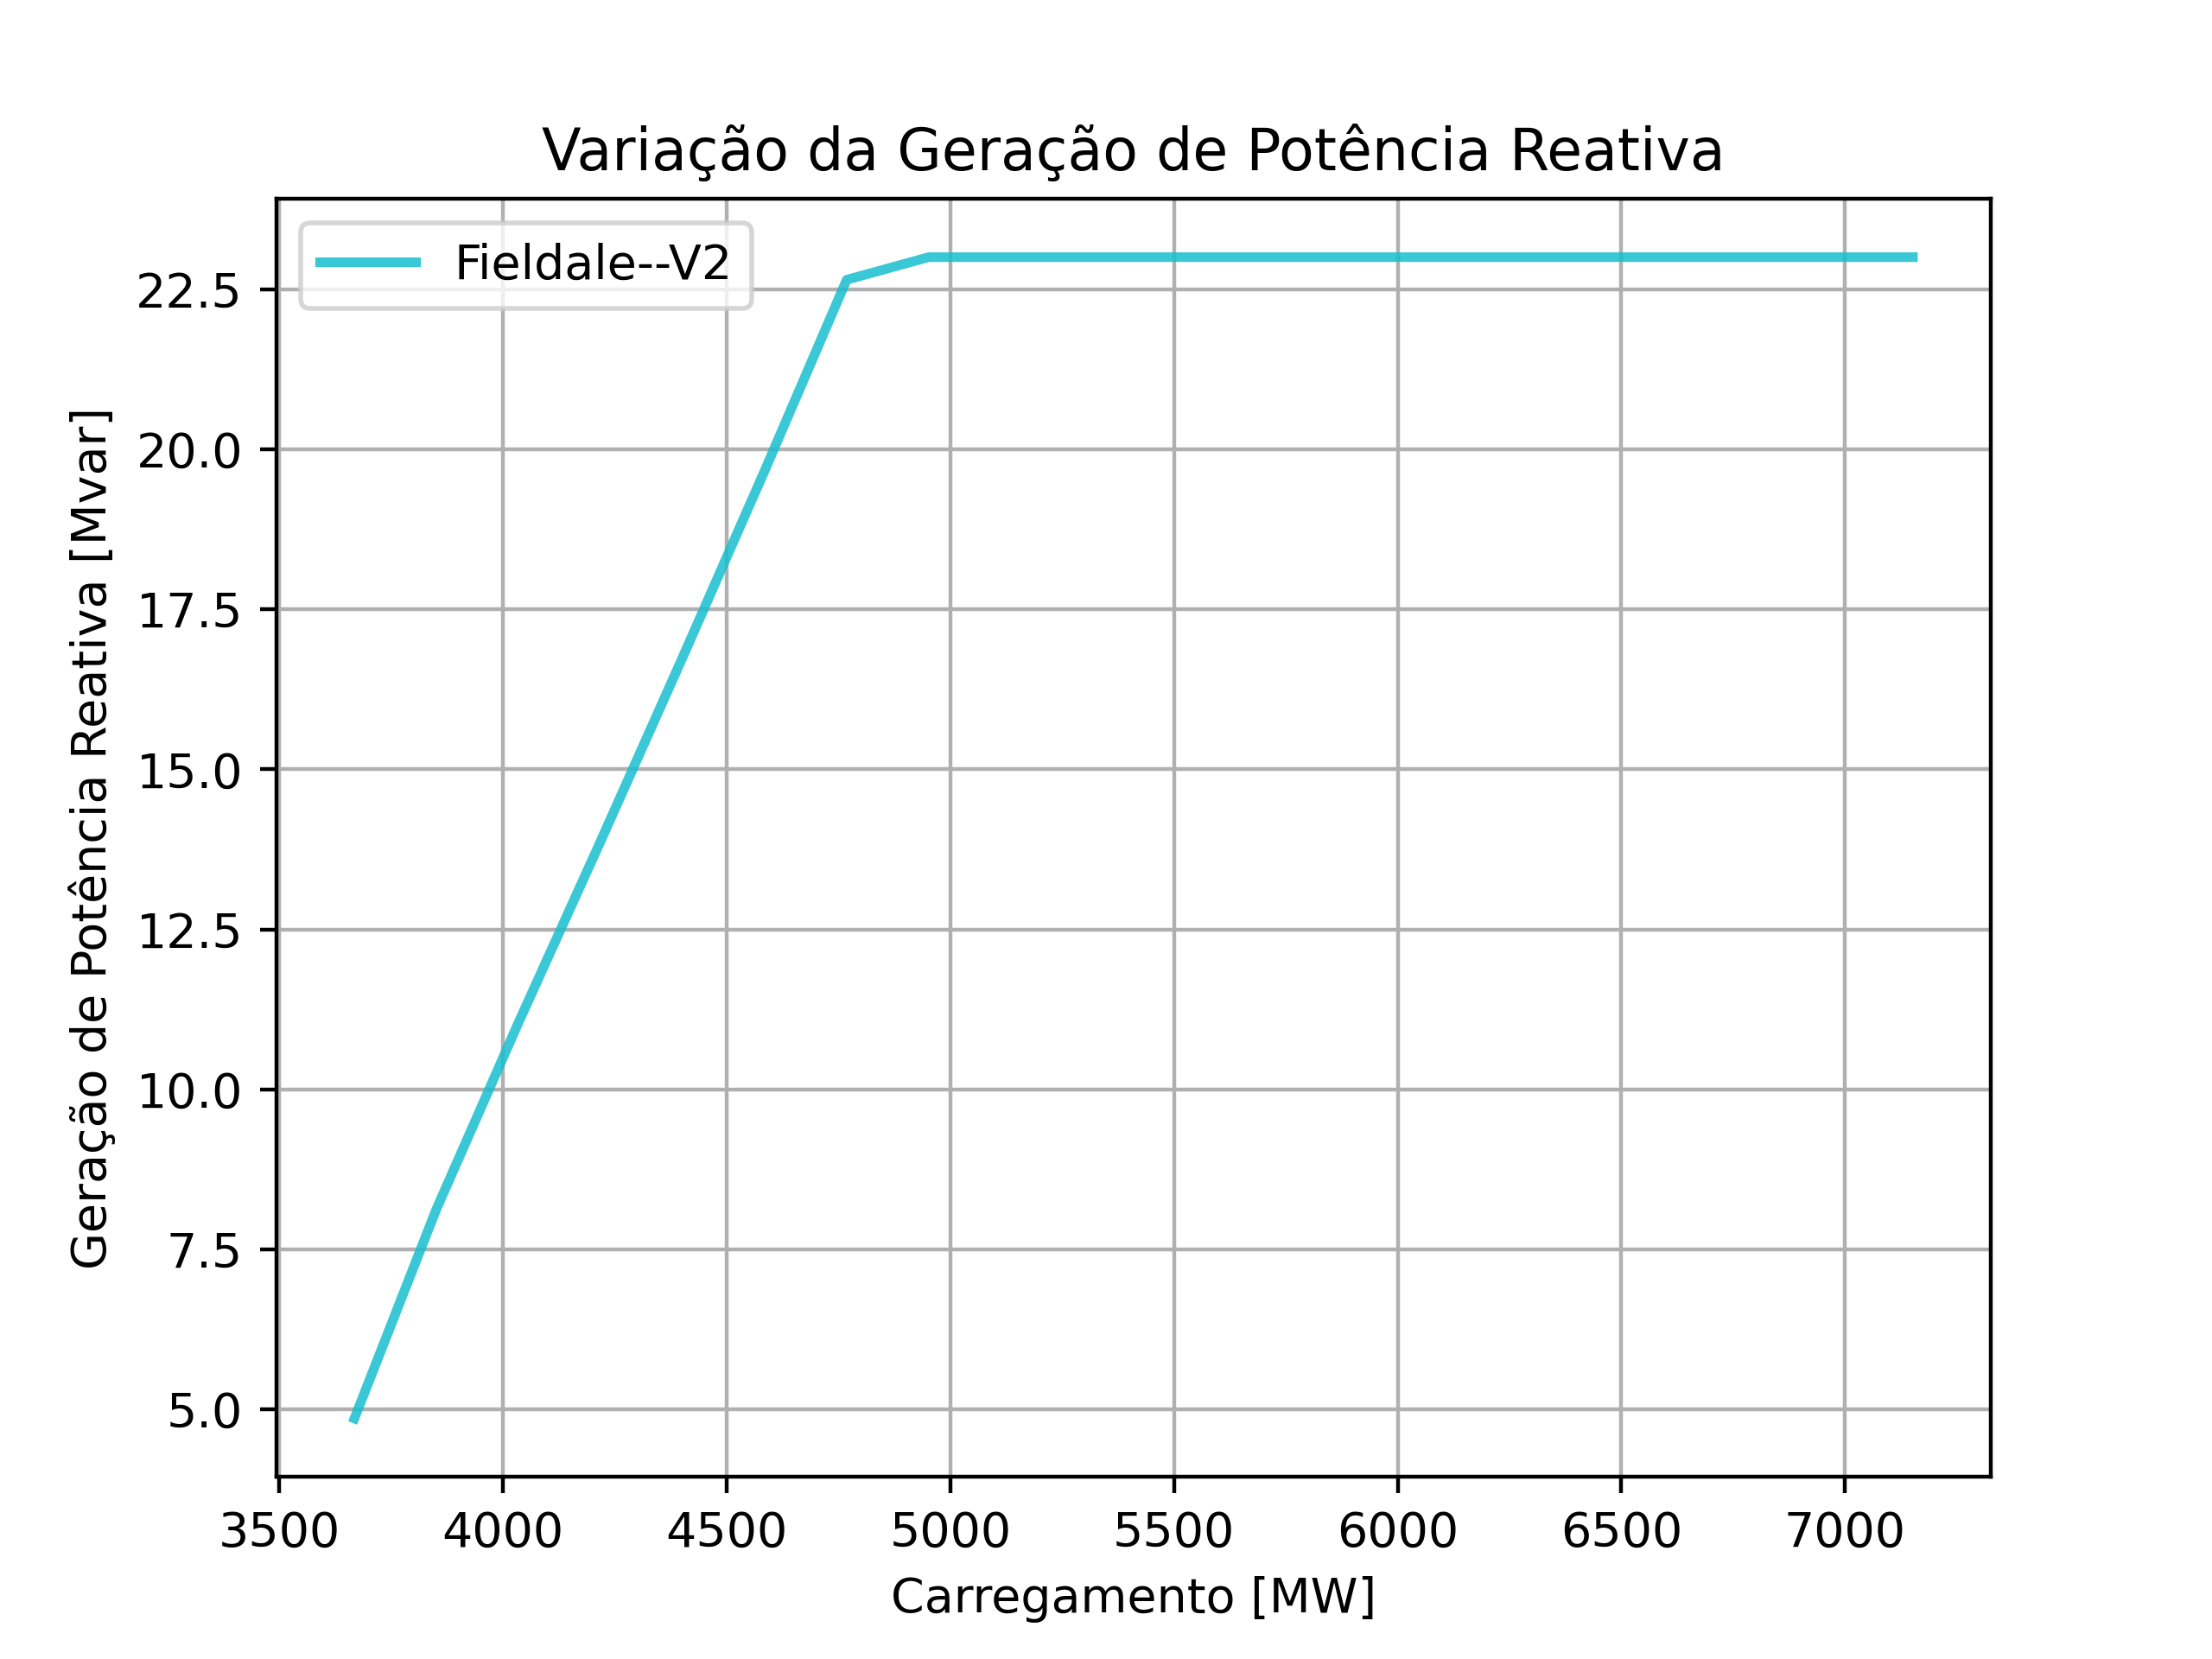 Variação da Geração de Potência Reativa
Fieldale--V2
Geração de Potência Reativa [Mvar]
22.5
20.0
17.5
15.0
12.5
10.0
7.5
5.0
3500 4000 4500 5000 5500 6000 6500 7000
Carregamento [MW]